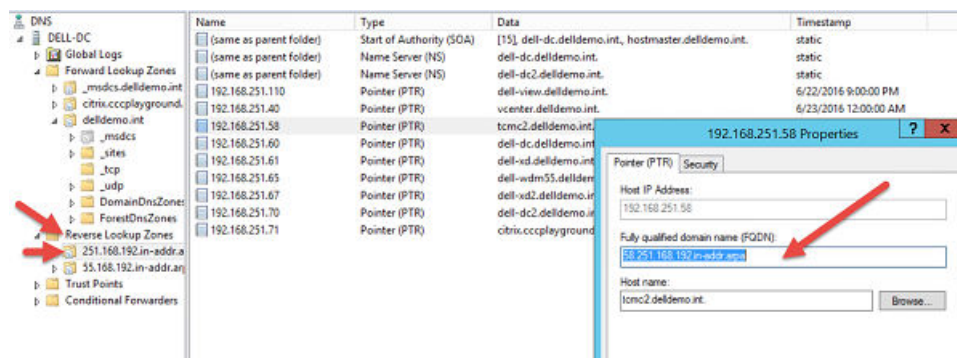 DNS
DELL-DC
Global Logs
Forward Lookup Zones
_msdcs.delldemo.int
citrix.cccplayground.
delldemo.int
_msdcs
_sites
_tcp
_udp
DomainDnsZones
ForestDnsZones
Reverse Lookup Zones
251.168.192.in-addr.a
55.168.192.in-addr.arp
Trust Points
Conditional Forwarders
Name Type Data Timestamp
(same as parent folder) Start of Authority (SOA) [15], dell-dc.delldemo.int., hostmaster.delldemo.int. static
(same as parent folder) Name Server (NS) dell-dc.delldemo.int. static
(same as parent folder) Name Server (NS) dell-dc2.delldemo.int. static
192.168.251.110 Pointer (PTR) dell-view.delldemo.int. 6/22/2016 9:00:00 PM
192.168.251.40 Pointer (PTR) vcenter.delldemo.int. 6/23/2016 12:00:00 AM
192.168.251.58 Pointer (PTR) tcmc2.delldemo.int.
192.168.251.60 Pointer (PTR) dell-dc.delldemo.int
192.168.251.61 Pointer (PTR) dell-xd.delldemo.int
192.168.251.65 Pointer (PTR) dell-wdm55.delldem
192.168.251.67 Pointer (PTR) dell-xd2.delldemo.in
192.168.251.70 Pointer (PTR) dell-dc2.delldemo.in
192.168.251.71 Pointer (PTR) citrix.cccplayground
192.168.251.58 Properties ? x
Pointer (PTR) Security
Host IP Address:
192.168.251.58
Fully qualified domain name (FQDN):
58.251.168.192.in-addr.arpa
Host name:
tcmc2.delldemo.int.
Browse...